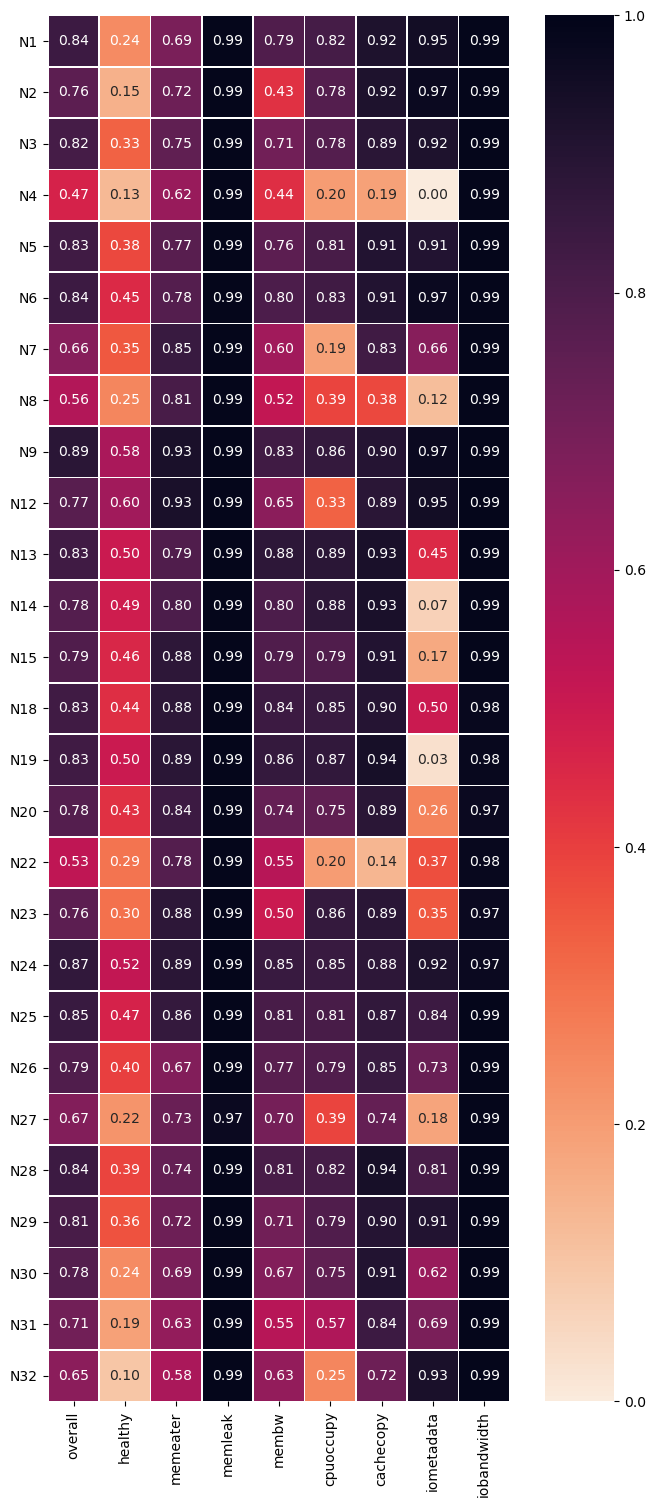 N1 0.84 0.24 0.69 0.99 0.79 0.82 0.92 0.95 0.99
N2 0.76 0.15 0.72 0.99 0.43 0.78 0.92 0.97 0.99
N3 0.82 0.33 0.75 0.99 0.71 0.78 0.89 0.92 0.99
N4 0.47 0.13 0.62 0.99 0.44 0.20 0.19 0.00 0.99
N5 0.83 0.38 0.77 0.99 0.76 0.81 0.91 0.91 0.99
N6 0.84 0.45 0.78 0.99 0.80 0.83 0.91 0.97 0.99
N7 0.66 0.35 0.85 0.99 0.60 0.19 0.83 0.66 0.99
N8 0.56 0.25 0.81 0.99 0.52 0.39 0.38 0.12 0.99
N9 0.89 0.58 0.93 0.99 0.83 0.86 0.90 0.97 0.99
N12 0.77 0.60 0.93 0.99 0.65 0.33 0.89 0.95 0.99
N13 0.83 0.50 0.79 0.99 0.88 0.89 0.93 0.45 0.99
N14 0.78 0.49 0.80 0.99 0.80 0.88 0.93 0.07 0.99
N15 0.79 0.46 0.88 0.99 0.79 0.79 0.91 0.17 0.99
N18 0.83 0.44 0.88 0.99 0.84 0.85 0.90 0.50 0.98
N19 0.83 0.50 0.89 0.99 0.86 0.87 0.94 0.03 0.98
N20 0.78 0.43 0.84 0.99 0.74 0.75 0.89 0.26 0.97
N22 0.53 0.29 0.78 0.99 0.55 0.20 0.14 0.37 0.98
N23 0.76 0.30 0.88 0.99 0.50 0.86 0.89 0.35 0.97
N24 0.87 0.52 0.89 0.99 0.85 0.85 0.88 0.92 0.97
N25 0.85 0.47 0.86 0.99 0.81 0.81 0.87 0.84 0.99
N26 0.79 0.40 0.67 0.99 0.77 0.79 0.85 0.73 0.99
N27 0.67 0.22 0.73 0.97 0.70 0.39 0.74 0.18 0.99
N28 0.84 0.39 0.74 0.99 0.81 0.82 0.94 0.81 0.99
N29 0.81 0.36 0.72 0.99 0.71 0.79 0.90 0.91 0.99
N30 0.78 0.24 0.69 0.99 0.67 0.75 0.91 0.62 0.99
N31 0.71 0.19 0.63 0.99 0.55 0.57 0.84 0.69 0.99
N32 0.65 0.10 0.58 0.99 0.63 0.25 0.72 0.93 0.99
overall healthy memeater memleak membw cpuoccupy cachecopy iometadata iobandwidth
1.0
0.8
0.6
0.4
0.2
0.0